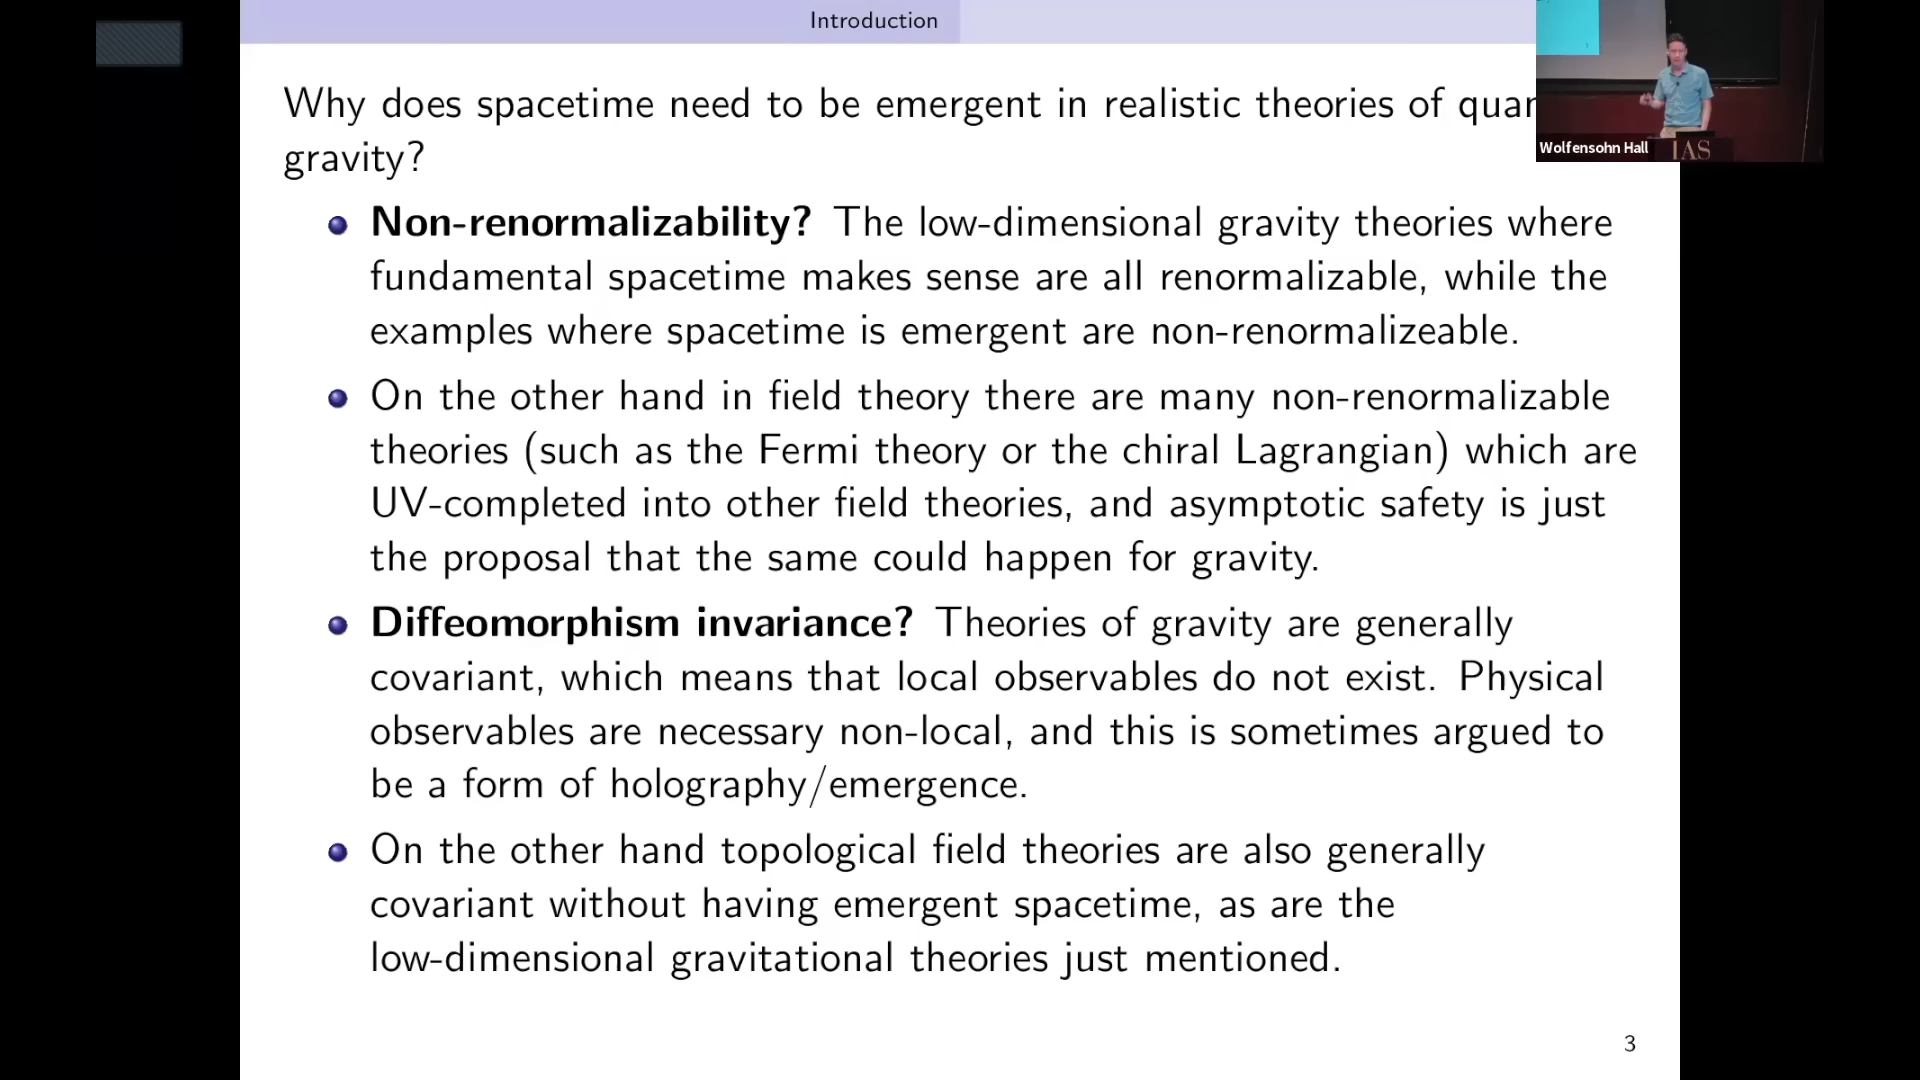 Introduction
Why does spacetime need to be emergent in realistic theories of quan
gravity?
Non-renormalizability? The low-dimensional gravity theories where
fundamental spacetime makes sense are all renormalizable, while the
examples where spacetime is emergent are non-renormalizeable.
On the other hand in field theory there are many non-renormalizable
theories (such as the Fermi theory or the chiral Lagrangian) which are
UV-completed into other field theories, and asymptotic safety is just
the proposal that the same could happen for gravity.
Diffeomorphism invariance? Theories of gravity are generally
covariant, which means that local observables do not exist. Physical
observables are necessary non-local, and this is sometimes argued to
be a form of holography/emergence.
On the other hand topological field theories are also generally
covariant without having emergent spacetime, as are the
low-dimensional gravitational theories just mentioned.
3
Wolfensohn Hall
IAS